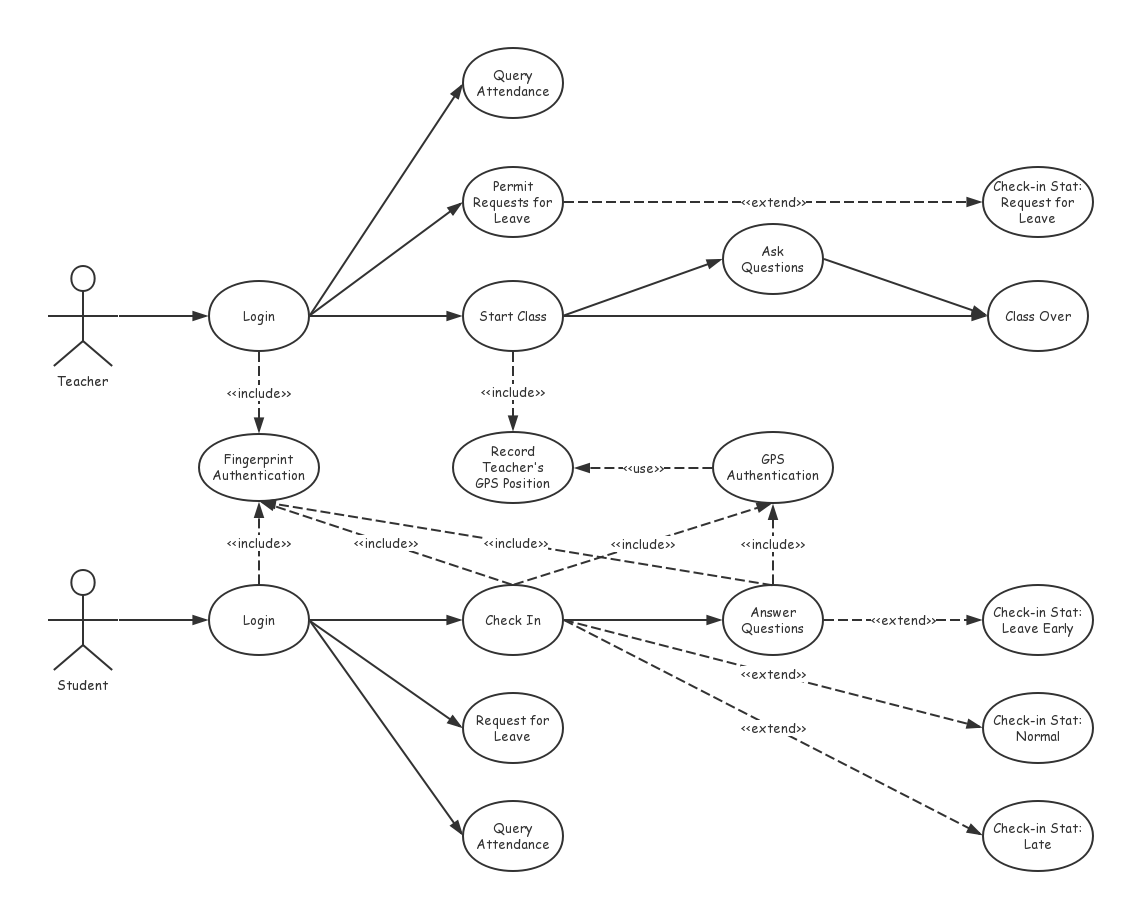 Query
Attendance
Permit
Requests for
Leave
<<extend>>
Check-in Stat:
Request for
Leave
Ask
Questions
Login
Start Class
Class Over
Teacher
<<include>>
<<include>>
Fingerprint
Authentication
Record
Teacher's
GPS Position
<<use>>
GPS
Authentication
<<include>>
<<include>>
<<include>>
<<include>>
<<include>>
Login
Check In
Answer
Questions
<<extend>>
Check-in Stat:
Leave Early
Student
<<extend>>
Request for
Leave
<<extend>>
Check-in Stat:
Normal
Query
Attendance
Check-in Stat:
Late